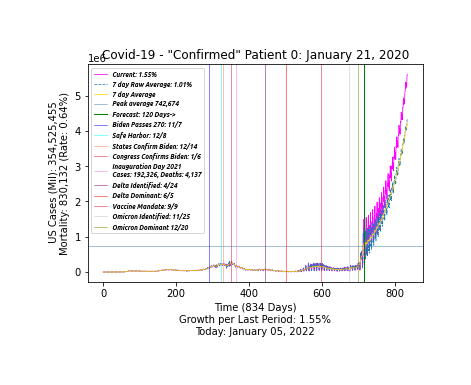 Covid-19 - "Confirmed" Patient 0: January 21, 2020
1e6
Current: 1.55%
7 day Raw Average: 1.01%
7 day Average
Peak average 742,674
Forecast: 120 Days->
Biden Passes 270: 11/7
Safe Harbor: 12/8
States Confirm Biden: 12/14
Congress Confirms Biden: 1/6
Inauguration Day 2021
Cases: 192,326, Deaths: 4,137
Delta Identified: 4/24
Delta Dominant: 6/5
Vaccine Mandate: 9/9
Omicron Identified: 11/25
Omicron Dominant 12/20
US Cases (Mil): 354,525,455
Mortality: 830,132 (Rate: 0.64%)
5
4
3
2
1
0
0 200 400 600 800
Time (834 Days)
Growth per Last Period: 1.55%
Today: January 05, 2022